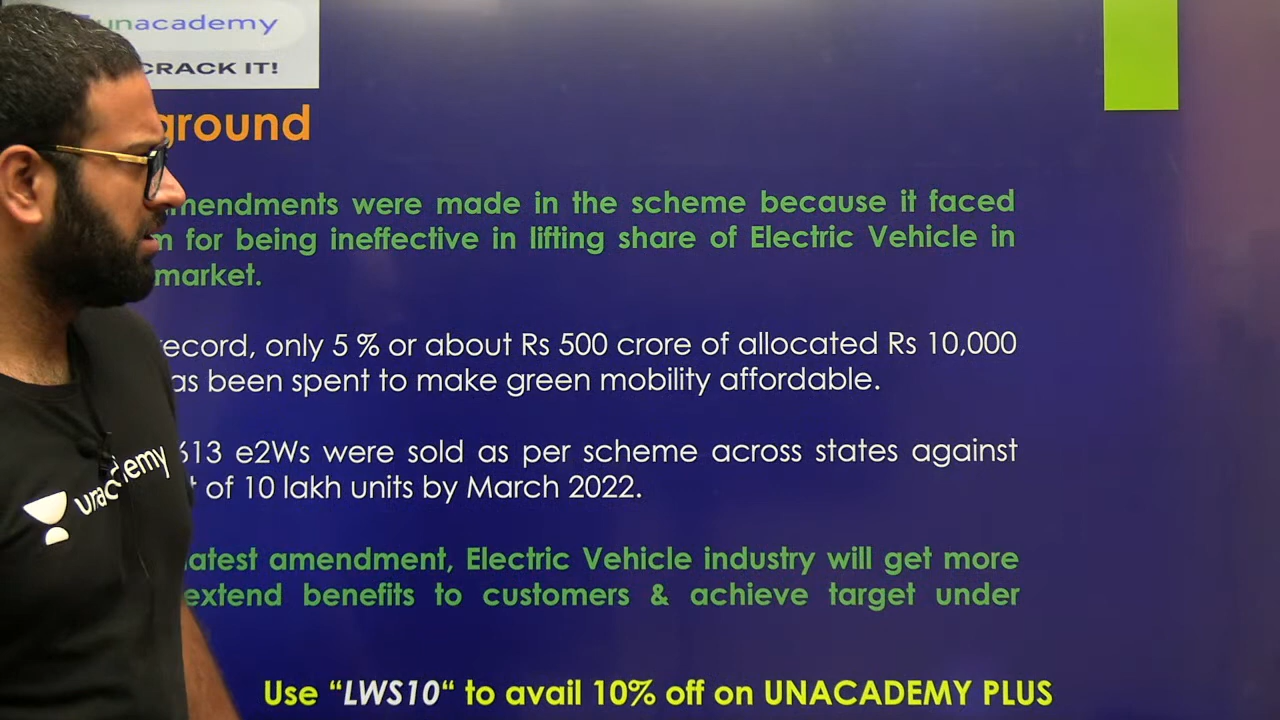 unacademy
CRACK IT!
ground
mendments were made in the scheme because it faced
for being ineffective in lifting share of Electric Vehicle in
market.
ecord, only 5 % or about Rs 500 crore of allocated Rs 10,000
as been spent to make green mobility affordable.
613 e2Ws were sold as per scheme across states against
of 10 lakh units by March 2022.
latest amendment, Electric Vehicle industry will get more
extend benefits to customers & achieve target under
Use “LWS10“ to avail 10% off on UNACADEMY PLUS
unacademy